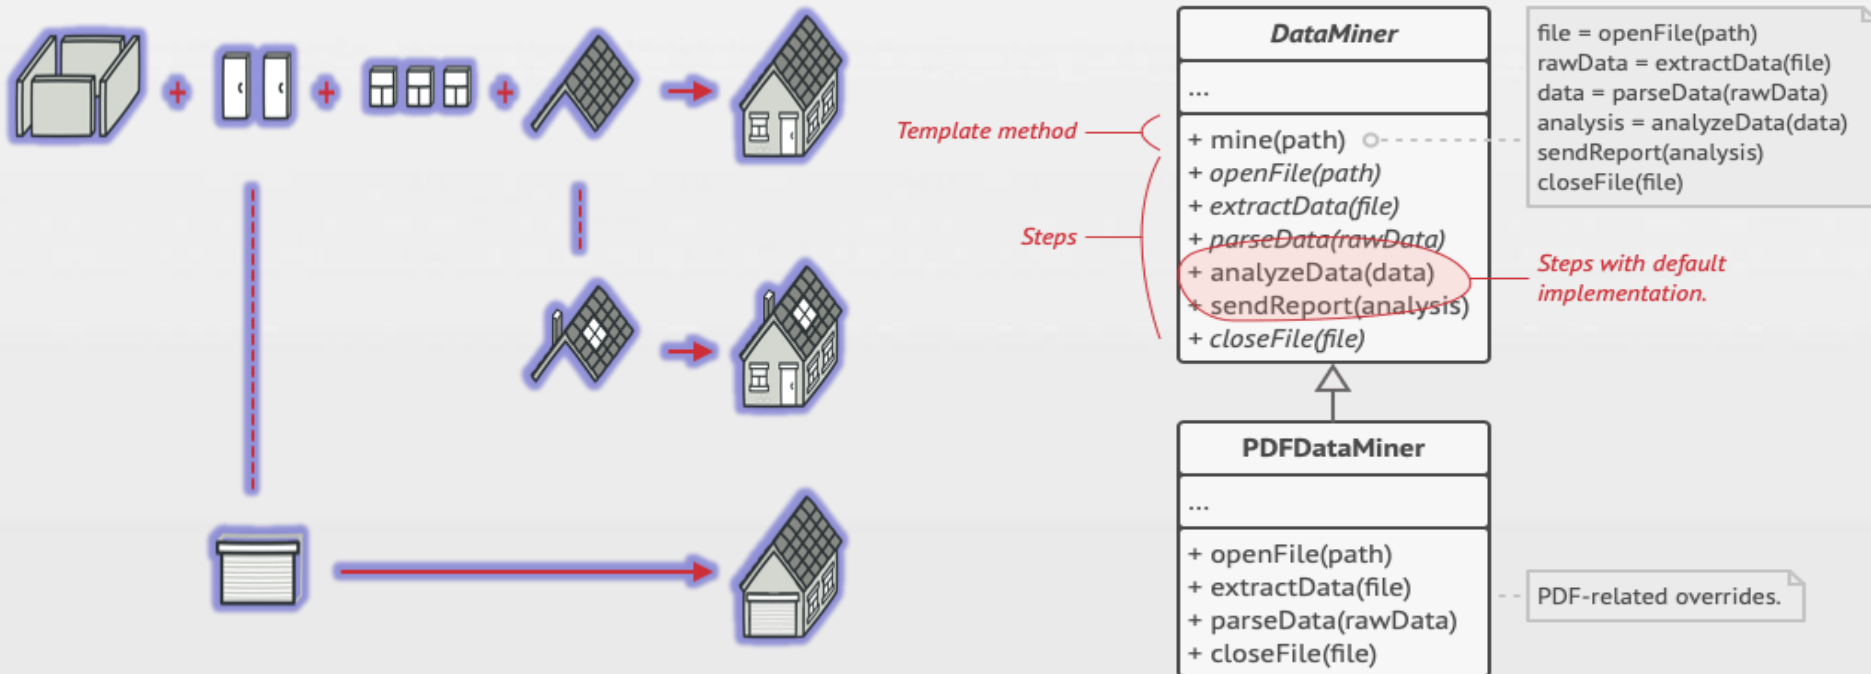 DataMiner
...
Template method
+ mine(path)
+ openFile(path)
+ extractData(file)
Steps
+ parseData(rawData)
+ analyzeData(data)
+ sendReport(analysis)
+ closeFile(file)
file = openFile(path)
rawData = extractData(file)
data = parseData(rawData)
analysis = analyzeData(data)
sendReport(analysis)
closeFile(file)
Steps with default
implementation.
PDFDataMiner
...
+ openFile(path)
+ extractData(file)
+ parseData(rawData)
+ closeFile(file)
PDF-related overrides.